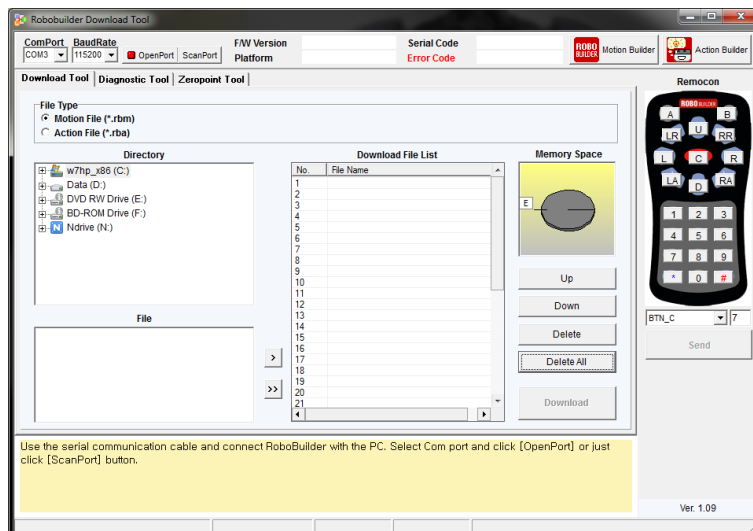 Robobuilder Download Tool
ComPort BaudRate F/W Version Serial Code
COM3 115200 OpenPort ScanPort Platform Error Code
ROBO BUILDER Motion Builder Action Builder
Download Tool Diagnostic Tool Zeropoint Tool
Remocon
File Type
Motion File (*.rbm)
Action File (*.rba)
Directory
w7hp_x86 (C:)
Data (D:)
DVD RW Drive (E:)
BD-ROM Drive (F:)
Ndrive (N:)
File
>
>>
Download File List
No. File Name
1
2
3
4
5
6
7
8
9
10
11
12
13
14
15
16
17
18
19
20
21
Memory Space
E
Up
Down
Delete
Delete All
Download
ROBO BUILDER
A B
LR U RR
L C R
LA D RA
1 2 3
4 5 6
7 8 9
* 0 #
BTN_C 7
Send
Use the serial communication cable and connect RoboBuilder with the PC. Select Com port and click [OpenPort] or just
click [ScanPort] button.
Ver. 1.09